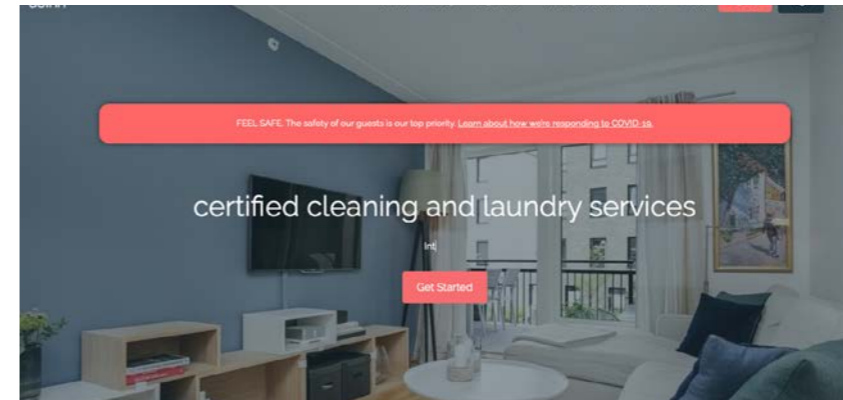 FEEL SAFE. The safety of our guests is our top priority. Learn about how we're responding to COVID-19.
certified cleaning and laundry services
Int
Get Started